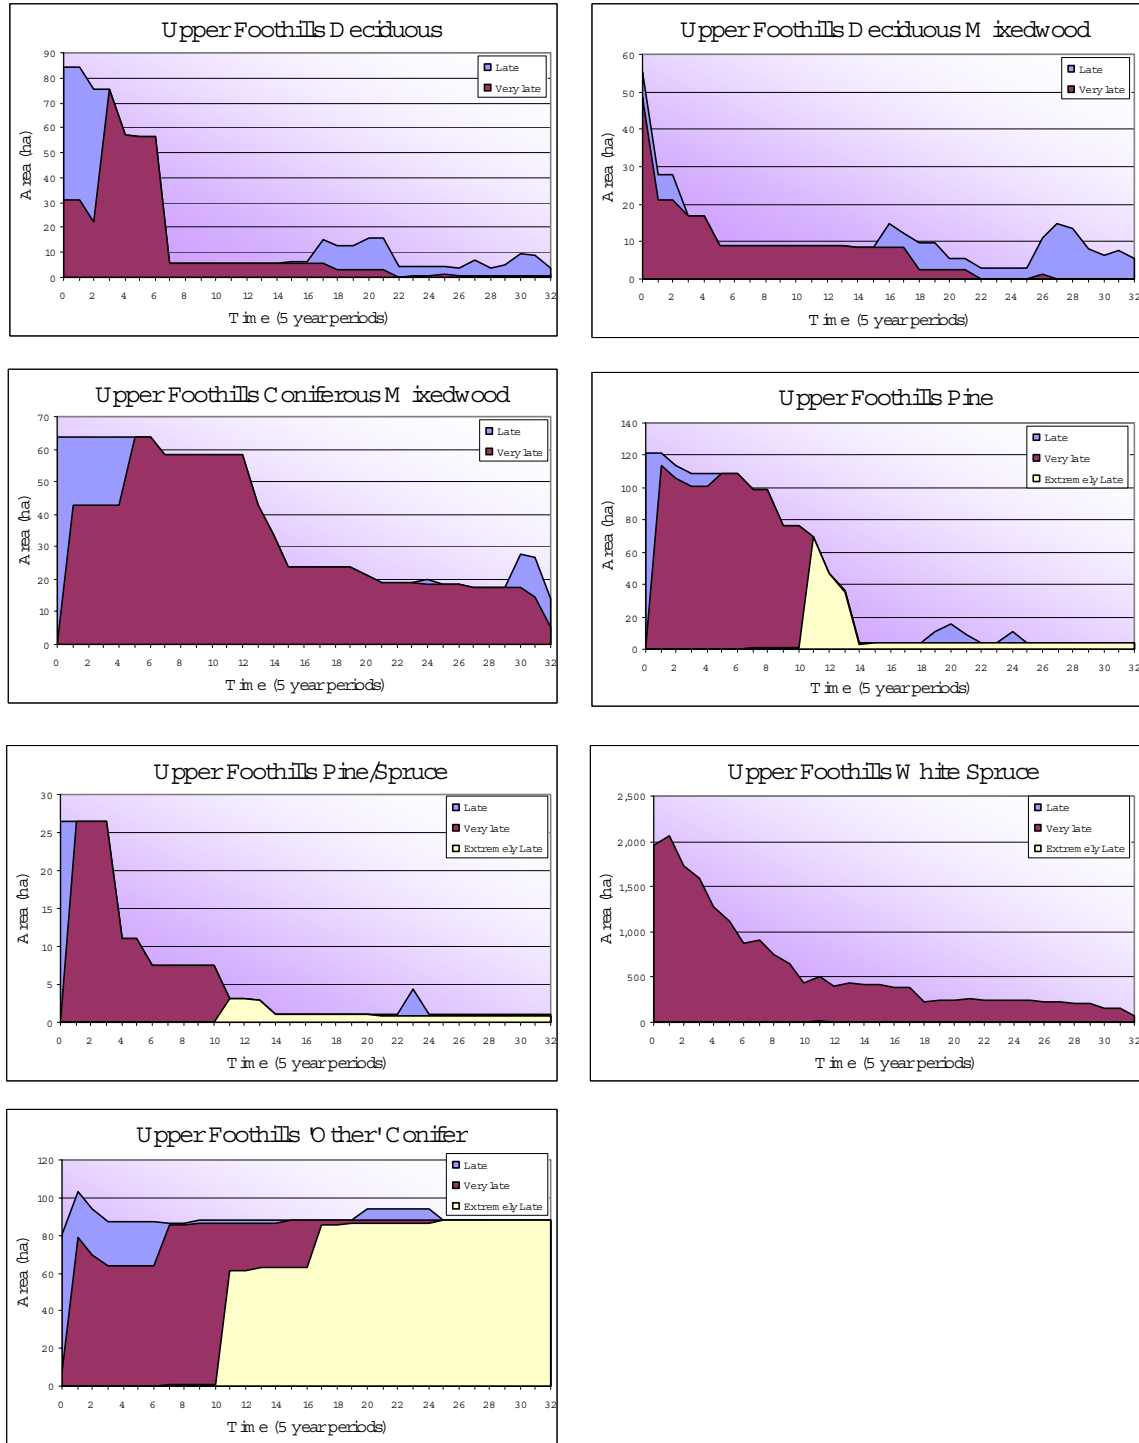 Upper Foothills Deciduous
Late
Very late
90
80
70
60
50
40
30
20
10
0
Area (ha)
0 2 4 6 8 10 12 14 16 18 20 22 24 26 28 30 32
Time (5 year periods)
Upper Foothills Deciduous Mixedwood
Late
Very late
60
50
40
30
20
10
0
Area (ha)
0 2 4 6 8 10 12 14 16 18 20 22 24 26 28 30 32
Time (5 year periods)
Upper Foothills Coniferous Mixedwood
Late
Very late
70
60
50
40
30
20
10
0
Area (ha)
0 2 4 6 8 10 12 14 16 18 20 22 24 26 28 30 32
Time (5 year periods)
Upper Foothills Pine
Late
Very late
Extremely Late
140
120
100
80
60
40
20
0
Area (ha)
0 2 4 6 8 10 12 14 16 18 20 22 24 26 28 30 32
Time (5 year periods)
Upper Foothills Pine/Spruce
Late
Very late
Extremely Late
30
25
20
15
10
5
0
Area (ha)
0 2 4 6 8 10 12 14 16 18 20 22 24 26 28 30 32
Time (5 year periods)
Upper Foothills White Spruce
Late
Very late
Extremely Late
2,500
2,000
1,500
1,000
500
0
Area (ha)
0 2 4 6 8 10 12 14 16 18 20 22 24 26 28 30 32
Time (5 year periods)
Upper Foothills 'Other' Conifer
Late
Very late
Extremely Late
120
100
80
60
40
20
0
Area (ha)
0 2 4 6 8 10 12 14 16 18 20 22 24 26 28 30 32
Time (5 year periods)